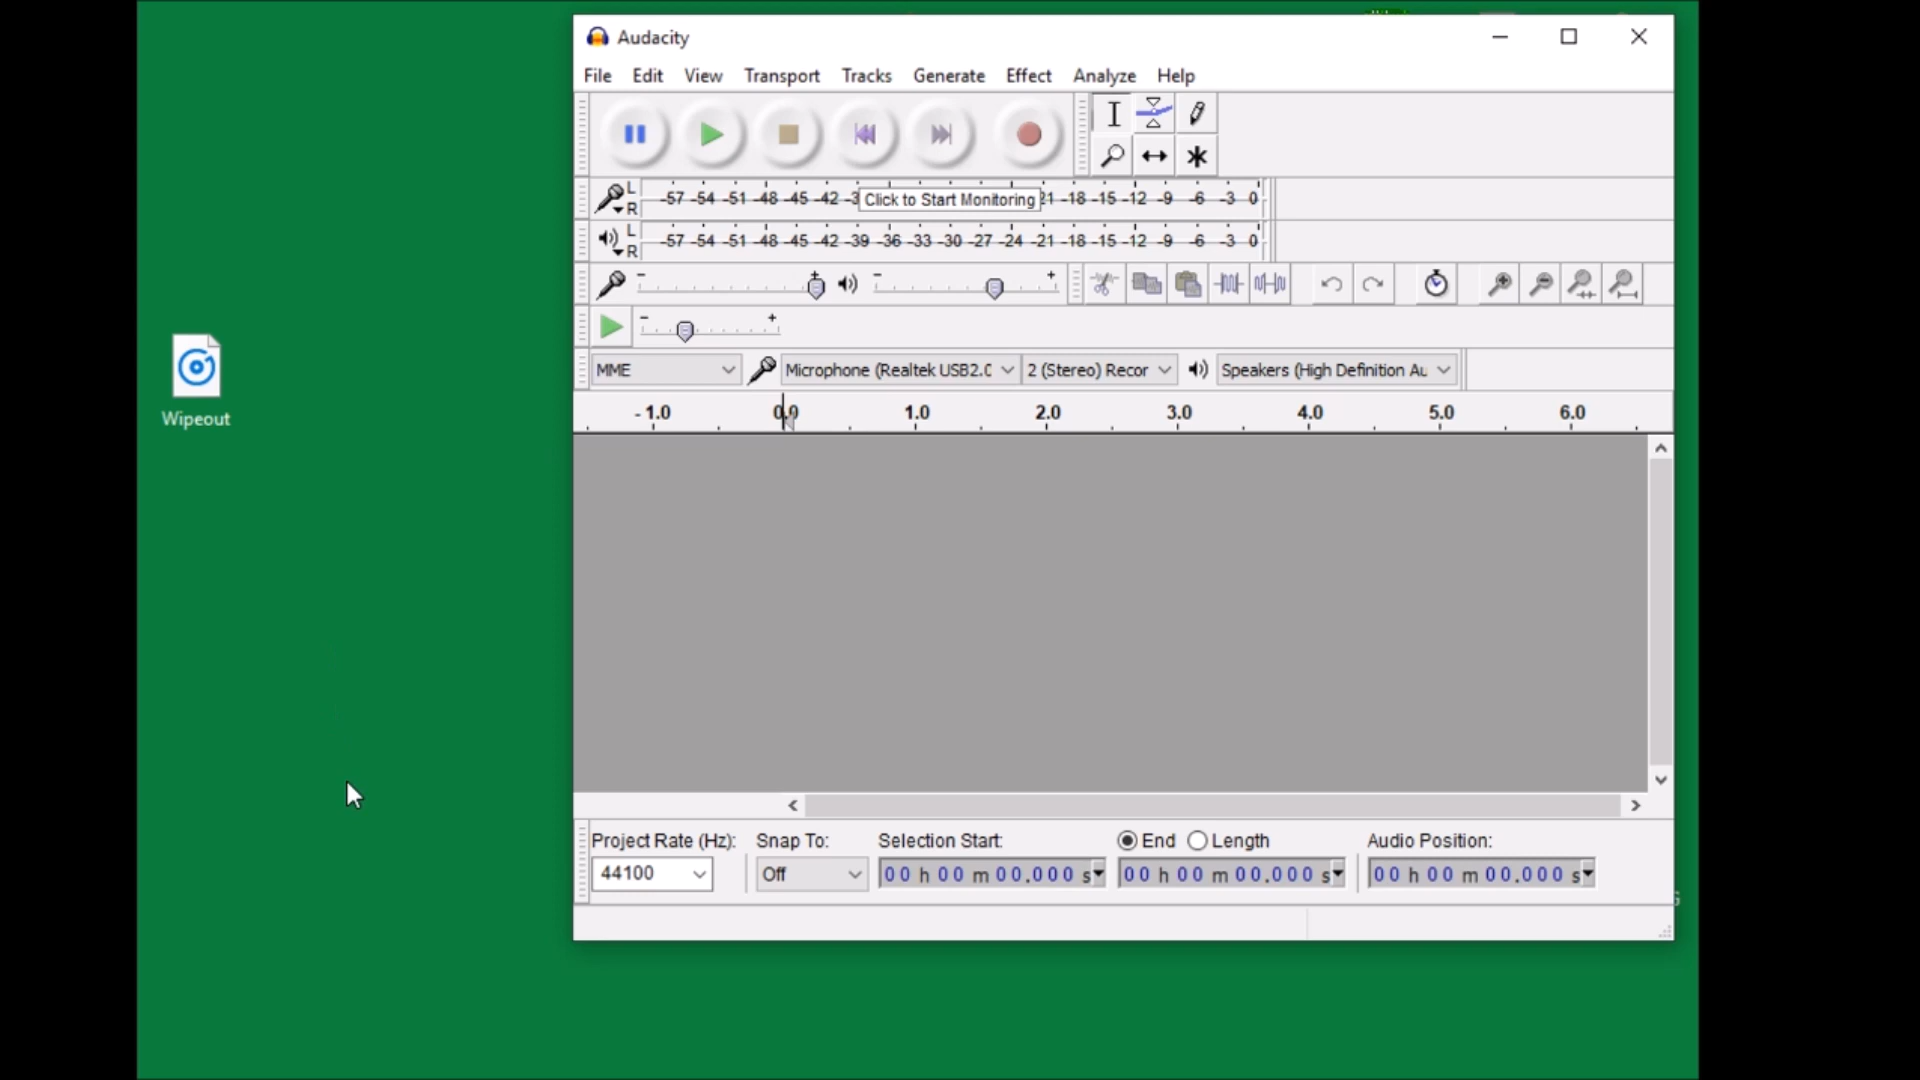 Audacity
File Edit View Transport Tracks Generate Effect Analyze Help
L
R
-57 -54 -51 -48 -45 -42 -3 Click to Start Monitoring 21 -18 -15 -12 -9 -6 -3 0
L
R
-57 -54 -51 -48 -45 -42 -39 -36 -33 -30 -27 -24 -21 -18 -15 -12 -9 -6 -3 0
MME Microphone (Realtek USB2.0 2 (Stereo) Recor Speakers (High Definition Au
-1.0 0.0 1.0 2.0 3.0 4.0 5.0 6.0
Wipeout
Project Rate (Hz): Snap To: Selection Start: End Length Audio Position:
44100 Off 00 h 00 m 00.000 s 00 h 00 m 00.000 s 00 h 00 m 00.000 s